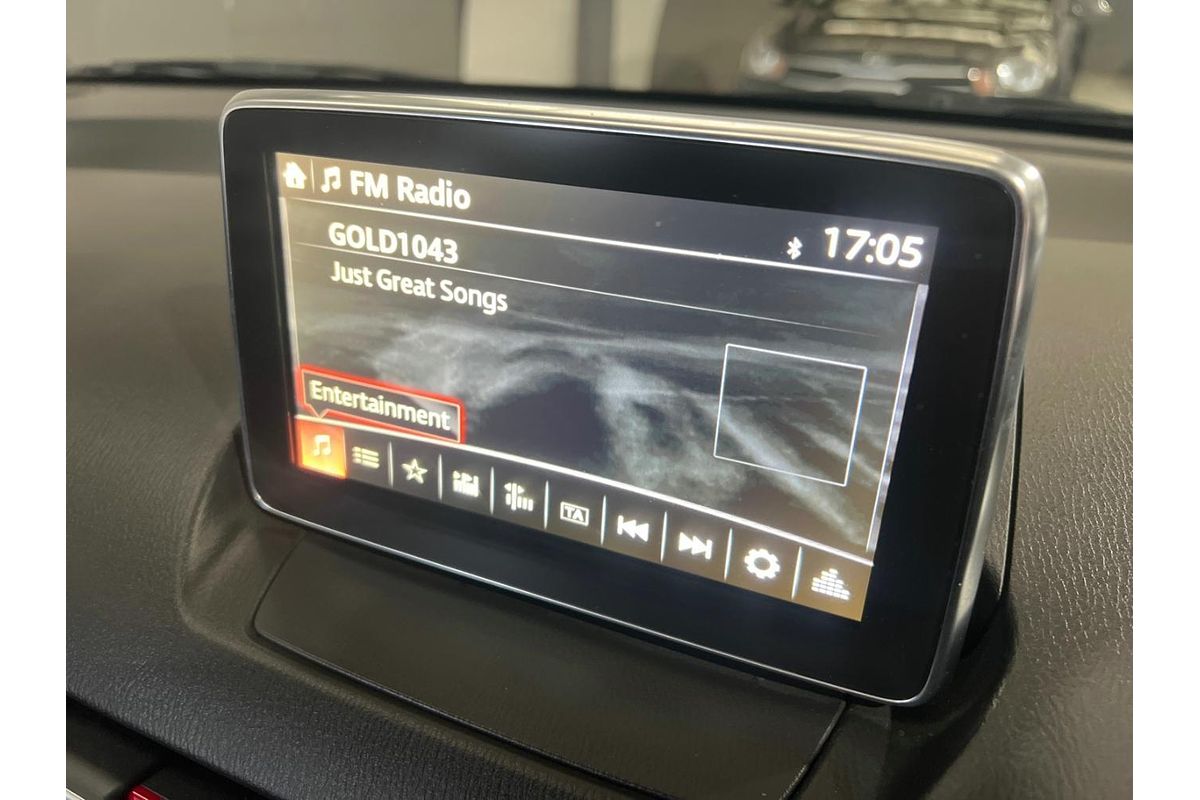 FM Radio
17:05
GOLD1043
Just Great Songs
Entertainment
TA